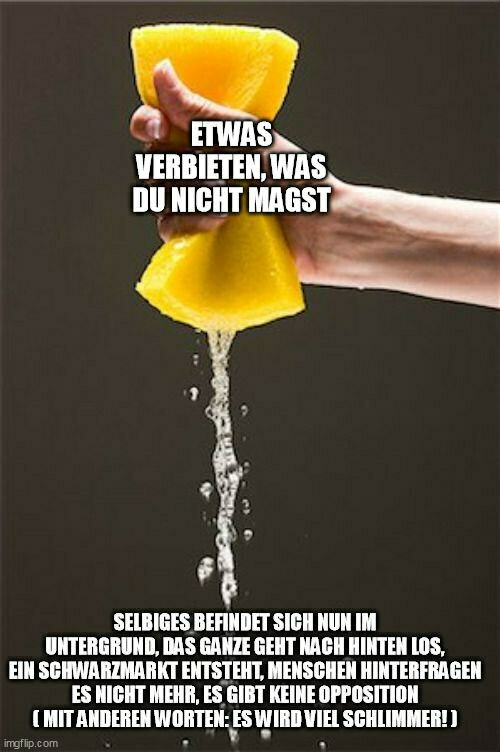 ETWAS
VERBIETEN, WAS
DU NICHT MAGST
SELBIGES BEFINDET SICH NUN IM
UNTERGRUND, DAS GANZE GEHT NACH HINTEN LOS,
EIN SCHWARZMARKT ENTSTEHT, MENSCHEN HINTERFRAGEN
ES NICHT MEHR, ES GIBT KEINE OPPOSITION
( MIT ANDEREN WORTEN: ES WIRD VIEL SCHLIMMER! )
imgflip.com